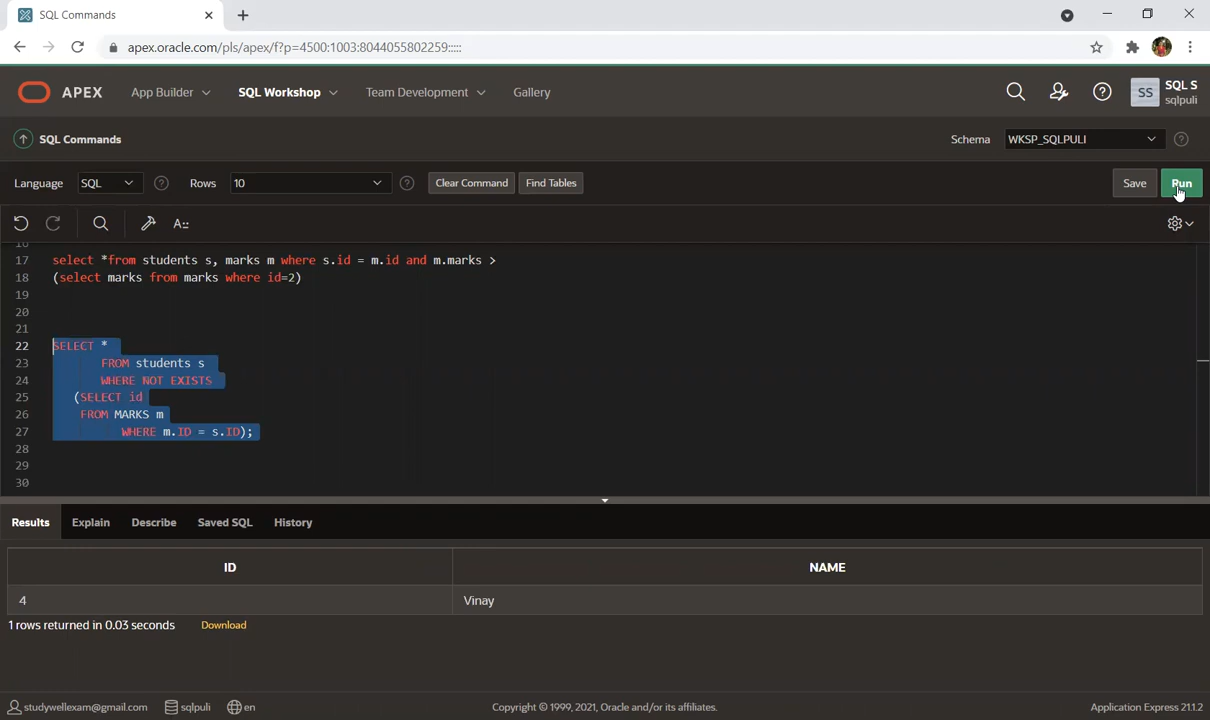 SQL Commands
apex.oracle.com/pls/apex/f?p=4500:1003:8044055802259:::::
APEX App Builder SQL Workshop Team Development Gallery SS SQL S
sqlpuli
SQL Commands Schema WKSP_SQLPULI
Language SQL Rows 10 Clear Command Find Tables Save Run
16
17 select *from students s, marks m where s.id = m.id and m.marks >
18 (select marks from marks where id=2)
19
20
21
22 SELECT *
23 FROM students s
24 WHERE NOT EXISTS
25 (SELECT id
26 FROM MARKS m
27 WHERE m.ID = s.ID);
28
29
30
Results Explain Describe Saved SQL History
ID NAME
4 Vinay
1 rows returned in 0.03 seconds Download
studywellexam@gmail.com sqlpuli en Copyright © 1999, 2021, Oracle and/or its affiliates. Application Express 21.1.2